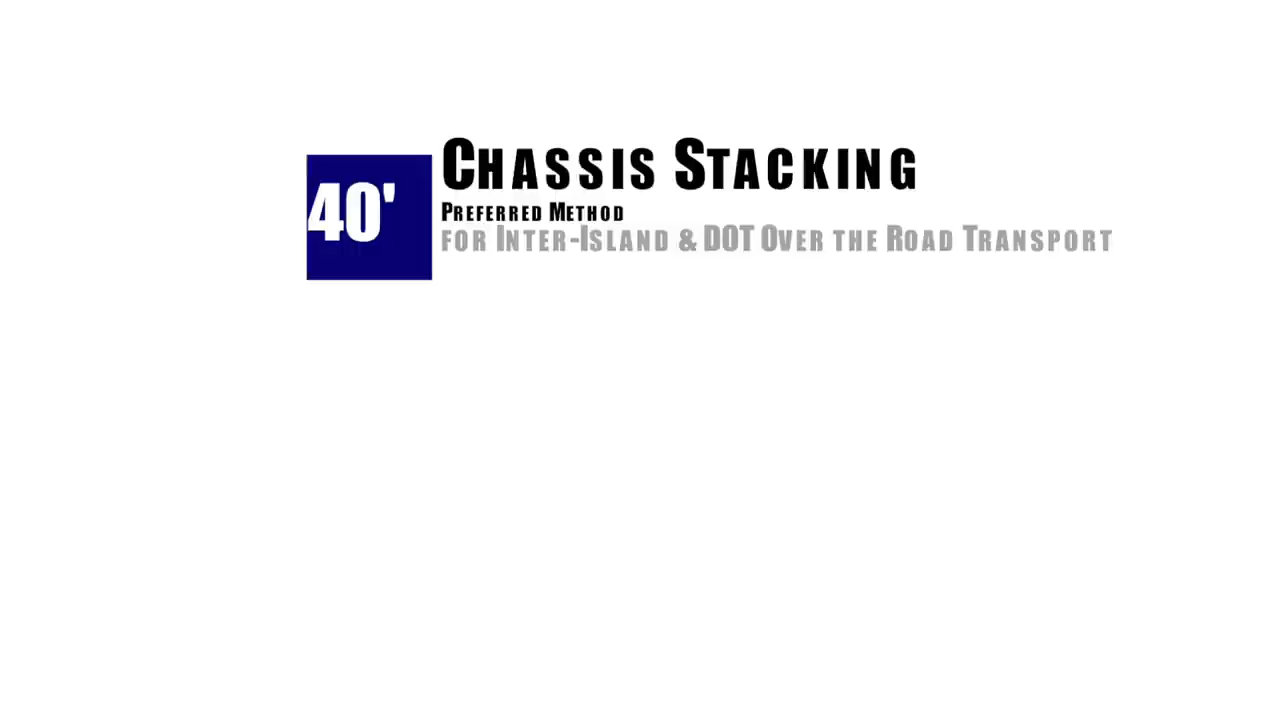 40'
Chassis Stacking
Preferred Method
for Inter-Island & DOT Over the Road Transport